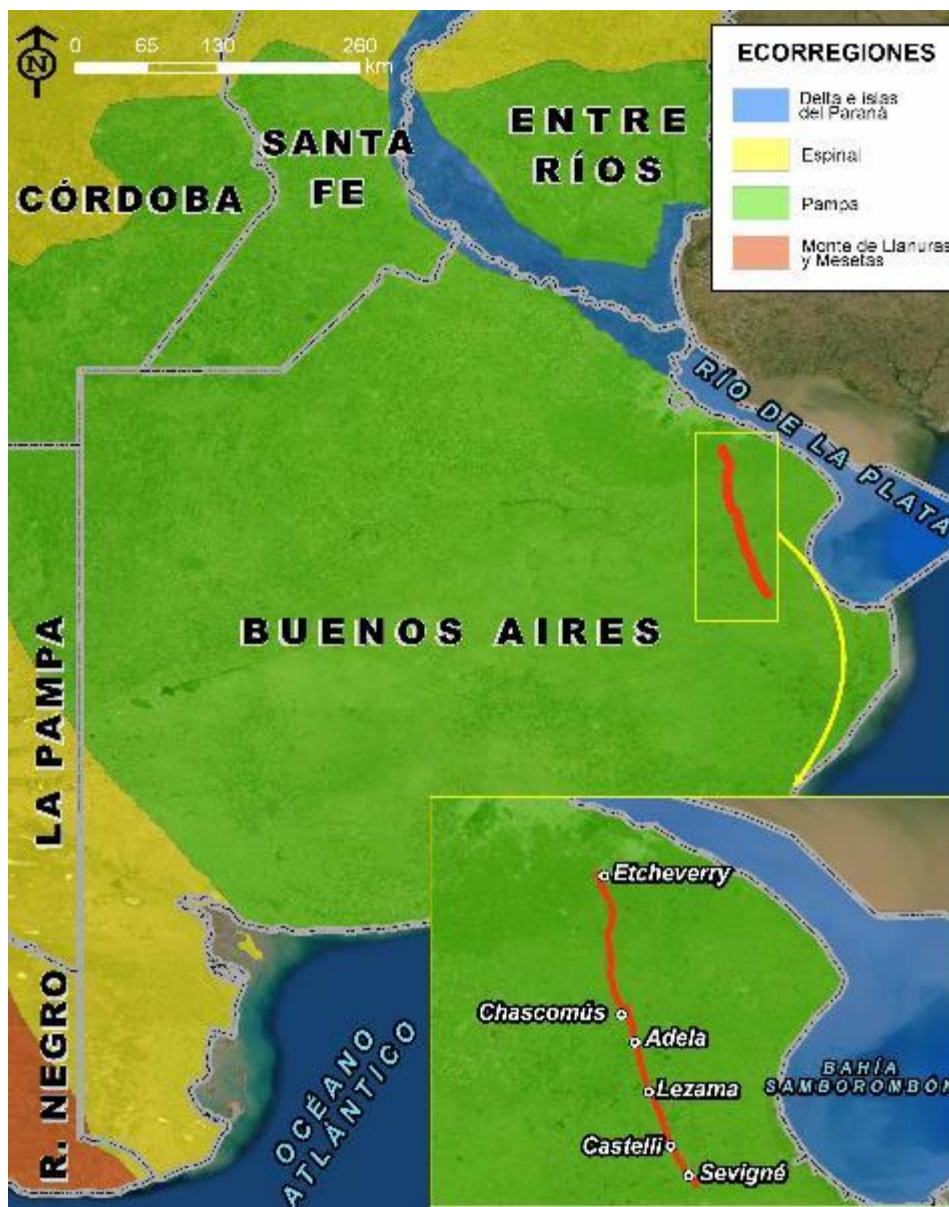 0 65 130 260
km
N
ECORREGIONES
Delta e islas
del Paraná
Espinal
Pampa
Monte de Llanuras
y Mesetas
ENTRE
RÍOS
SANTA
FE
CÓRDOBA
RÍO DE LA PLATA
BUENOS AIRES
LA PAMPA
R. NEGRO
OCÉANO
ATLÁNTICO
Etcheverry
Chascomús
Adela
Lezama
Castelli
Sevigné
BAHÍA
SAMBOROMBÓN